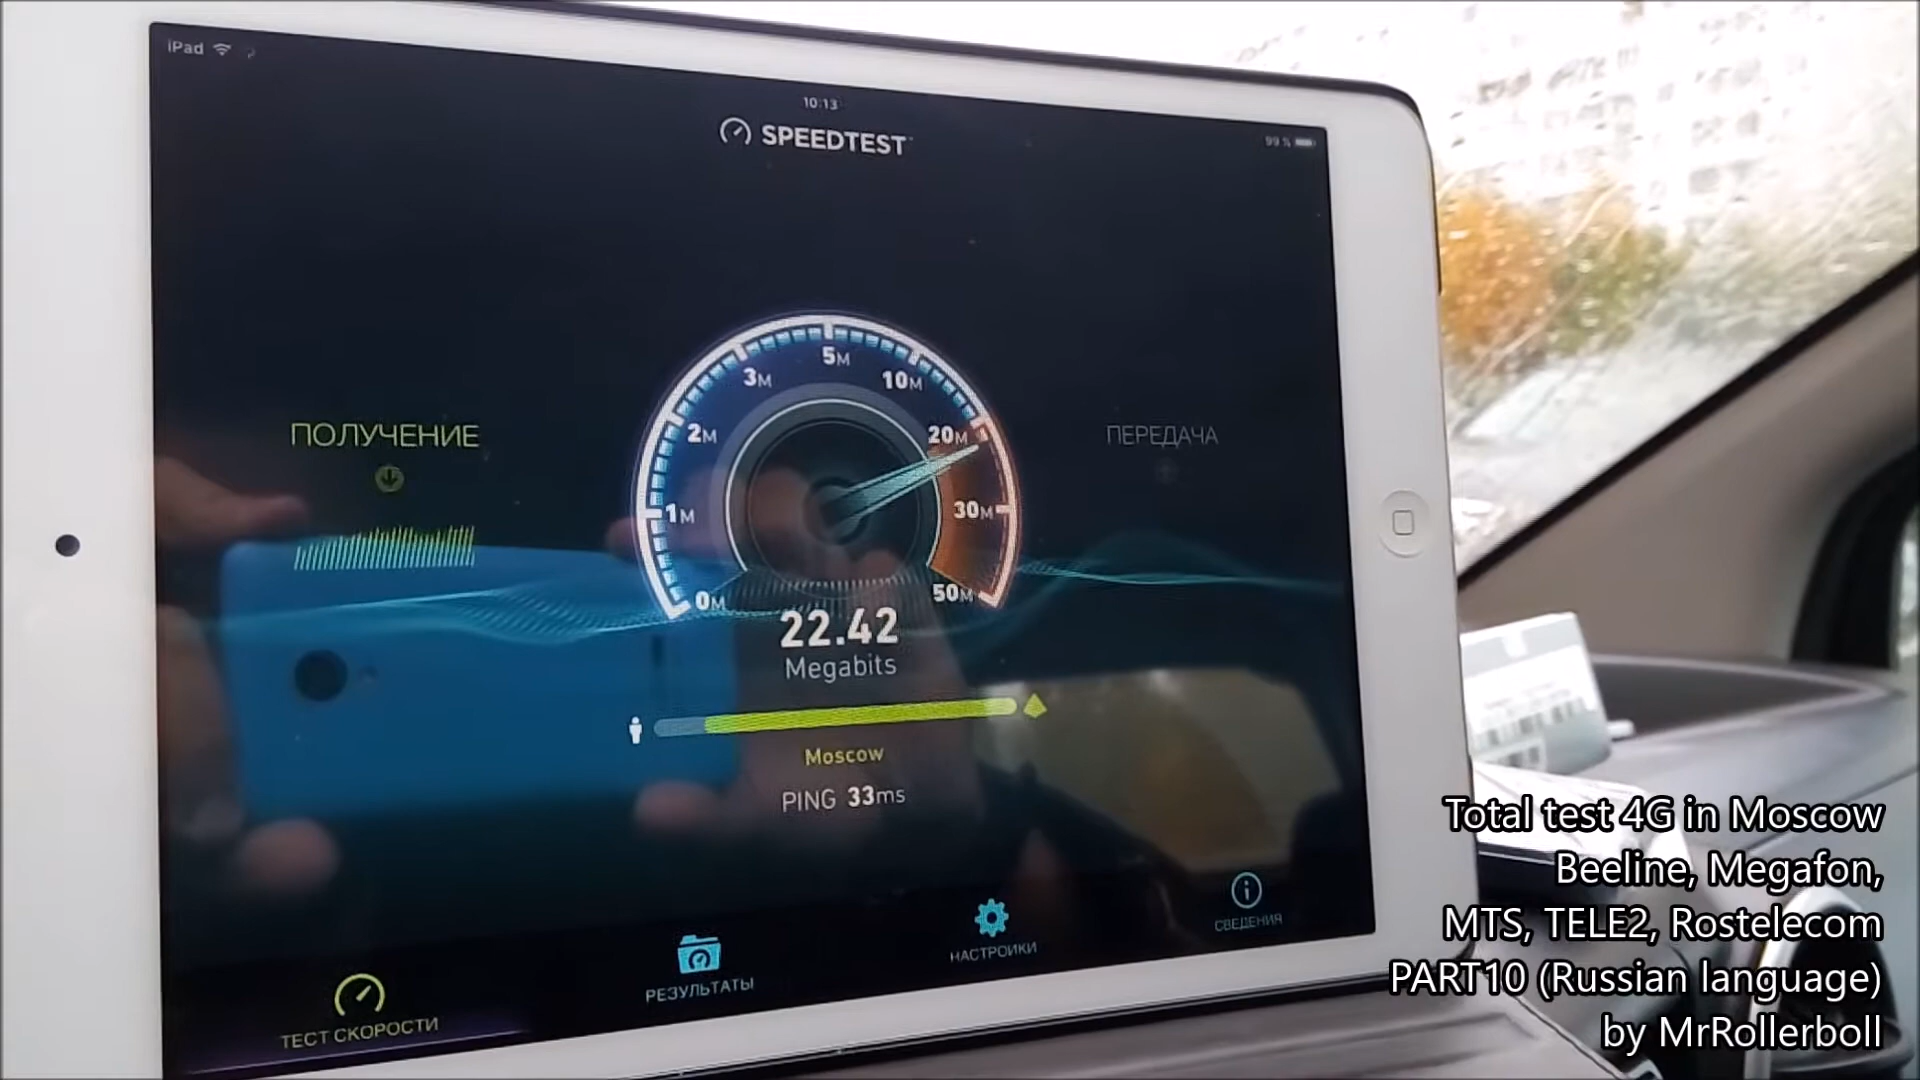 iPad
10:13
99 %
SPEEDTEST
5M
3M
10M
2M
20M
1M
30M
0M
50M
ПОЛУЧЕНИЕ
ПЕРЕДАЧА
22.42
Megabits
Moscow
PING 33ms
ТЕСТ СКОРОСТИ
РЕЗУЛЬТАТЫ
НАСТРОЙКИ
СВЕДЕНИЯ
Total test 4G in Moscow
Beeline, Megafon,
MTS, TELE2, Rostelecom
PART10 (Russian language)
by MrRollerboll